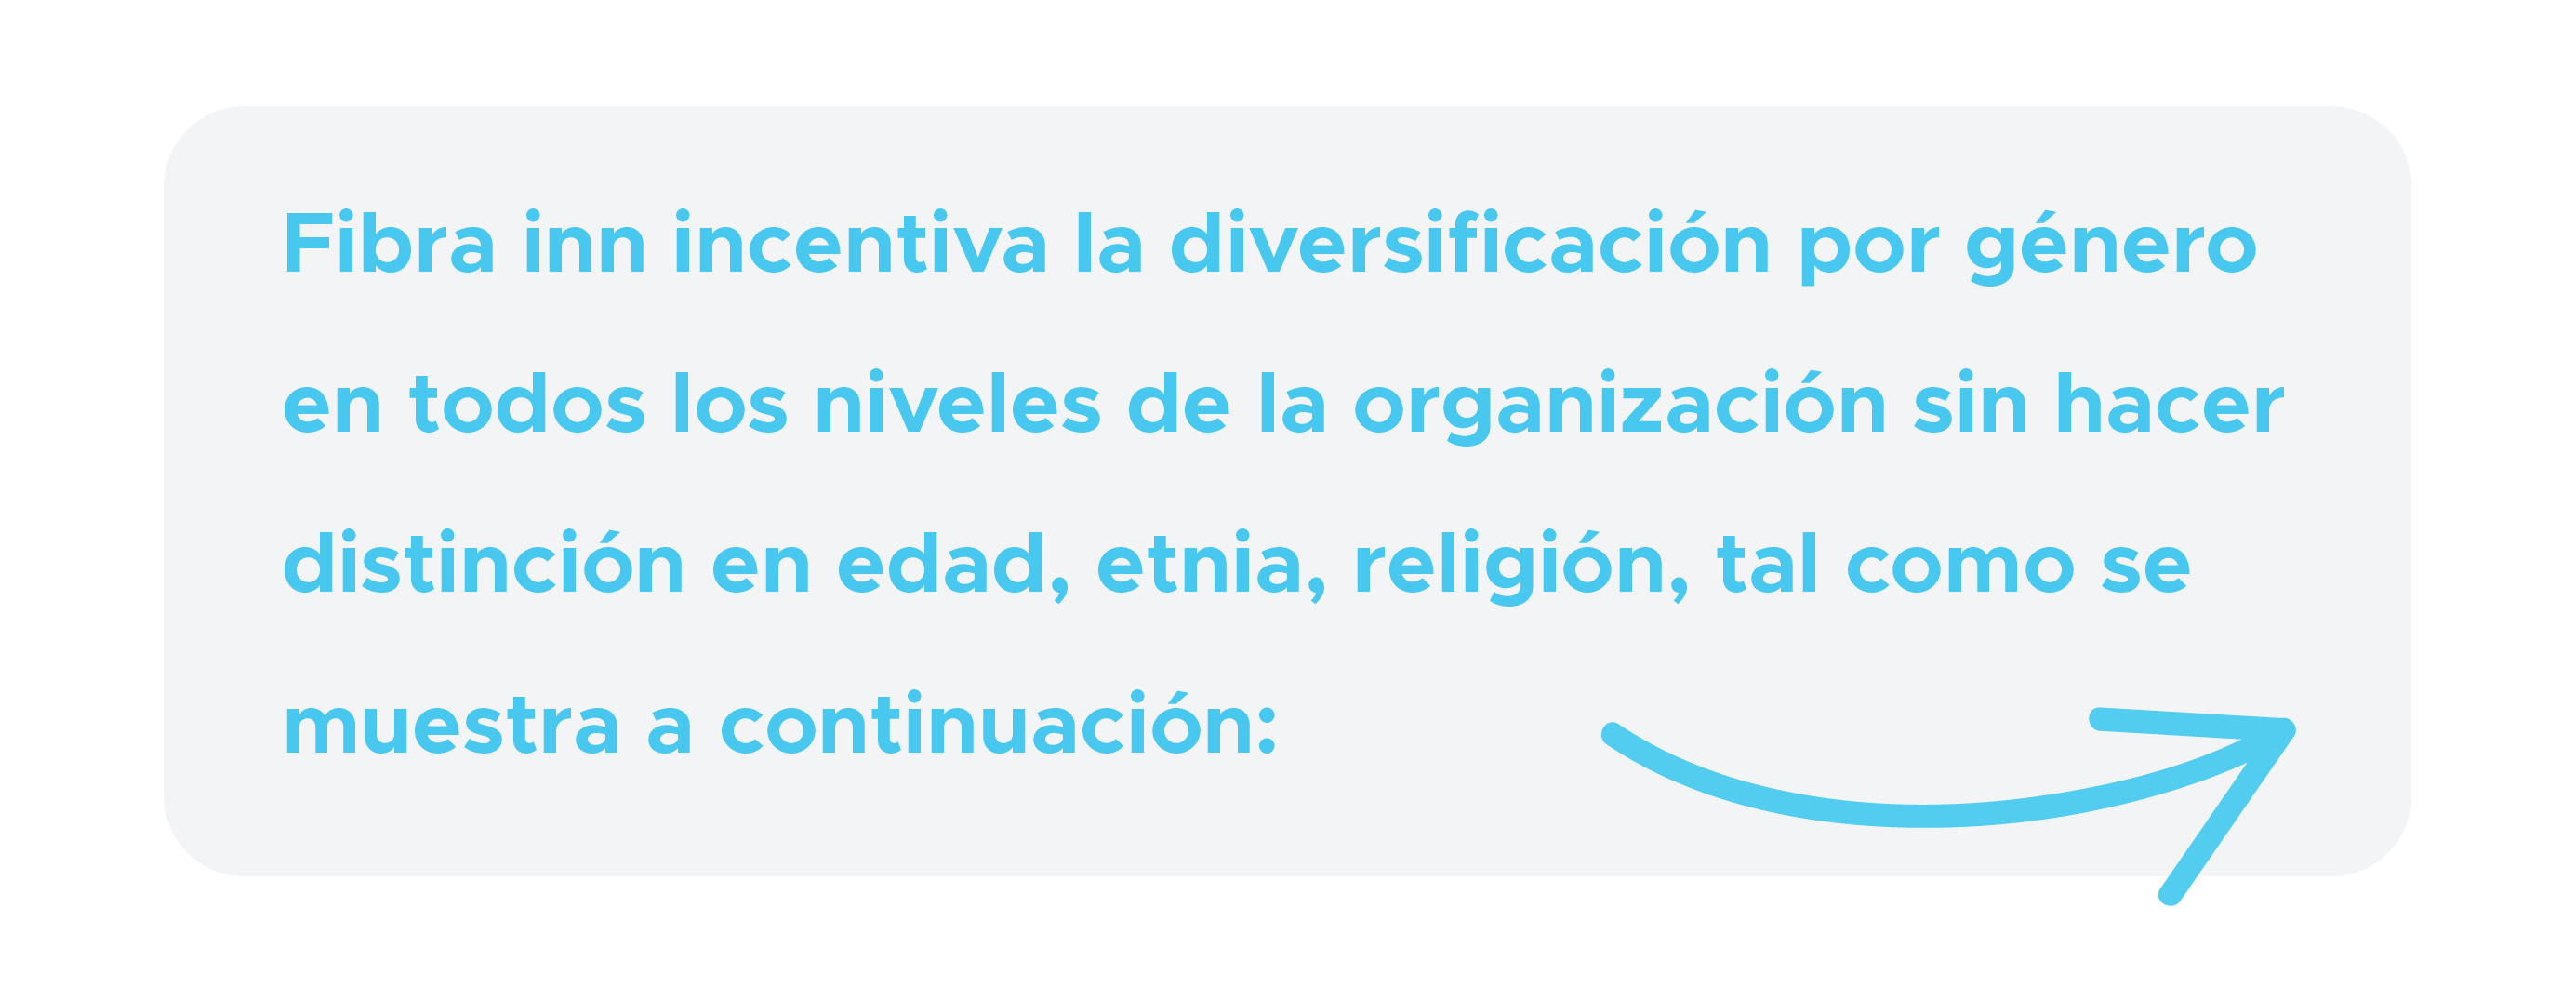 Fibra inn incentiva la diversificación por género
en todos los niveles de la organización sin hacer
distinción en edad, etnia, religión, tal como se
muestra a continuación: